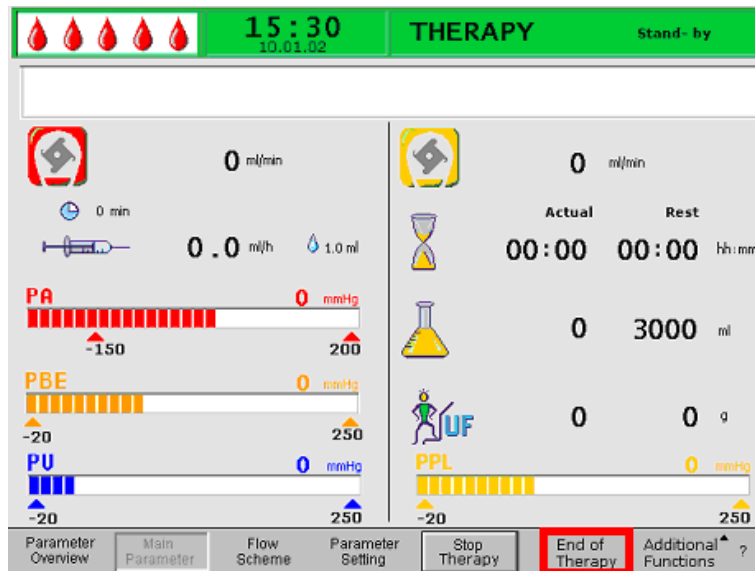 15:30
10.01.02
THERAPY
Stand-by
0 ml/min
0 min
0.0 ml/h
1.0 ml
PA 0 mmHg
-150 200
PBE 0 mmHg
-20 250
PV 0 mmHg
-20 250
0 ml/min
Actual Rest
00:00 00:00 hh:mm
0 3000 ml
UF 0 0 g
PPL 0 mmHg
-20 250
Parameter Overview
Main Parameter
Flow Scheme
Parameter Setting
Stop Therapy
End of Therapy
Additional Functions
?